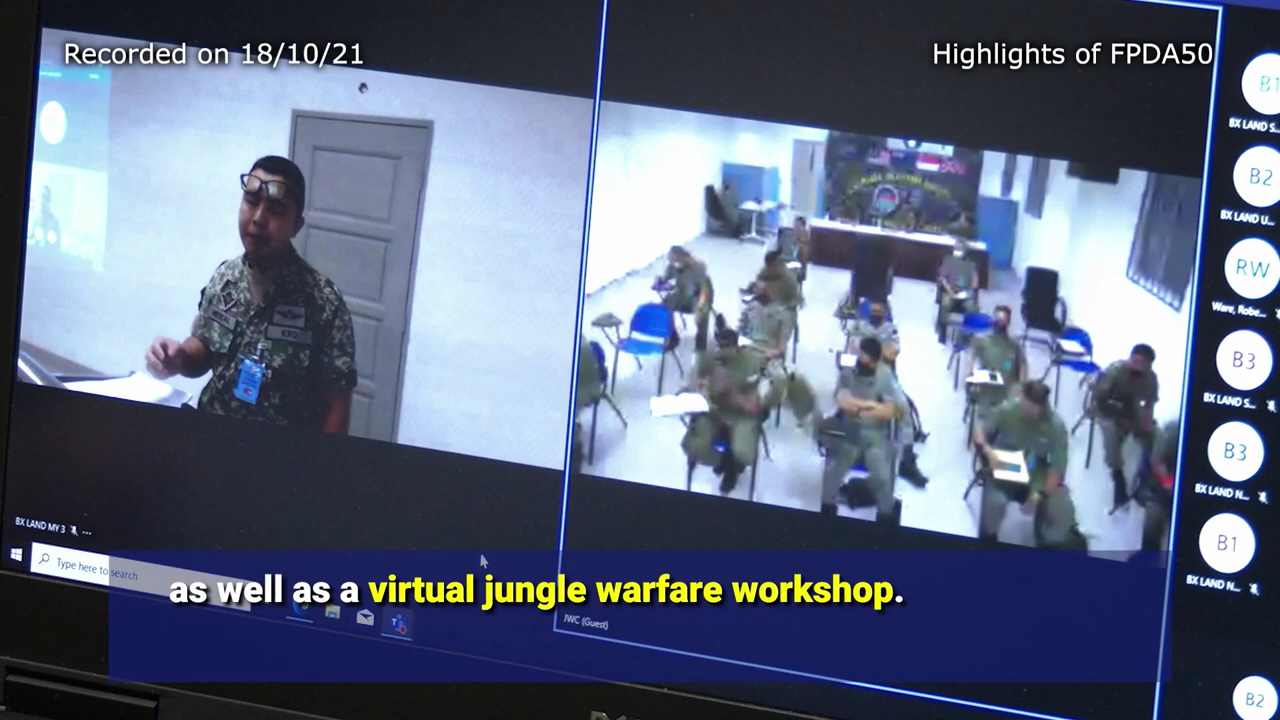 Recorded on 18/10/21
Highlights of FPDA50
B1
BX LAND S...
B2
BX LAND U...
RW
Ware, Robe...
B3
BX LAND S...
B3
BX LAND N...
B1
BX LAND N...
B2
KRD
BX LAND MY 3
Type here to search
as well as a virtual jungle warfare workshop.
JWC (Guest)